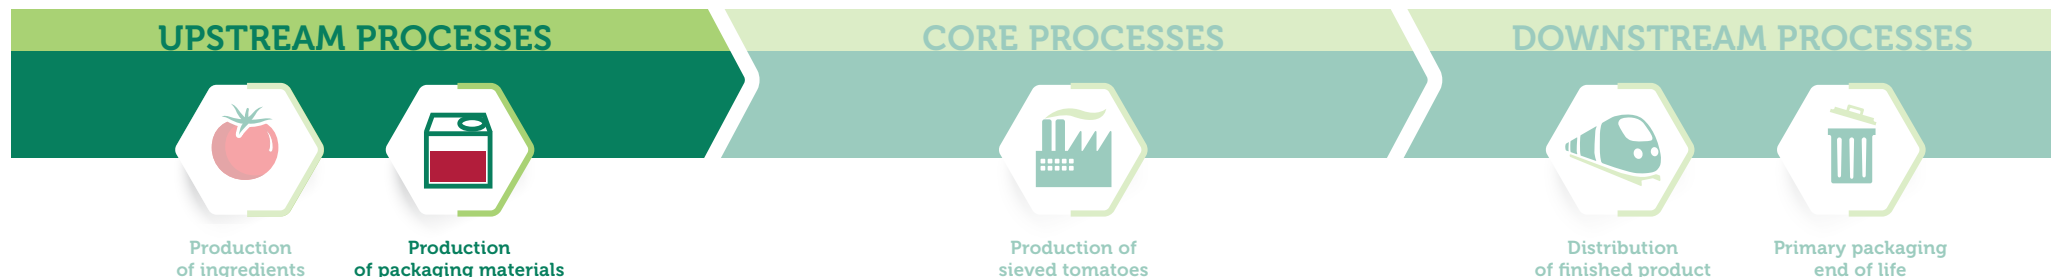 UPSTREAM PROCESSES
CORE PROCESSES
DOWNSTREAM PROCESSES
Production
of ingredients
Production
of packaging materials
Production of
sieved tomatoes
Distribution
of finished product
Primary packaging
end of life